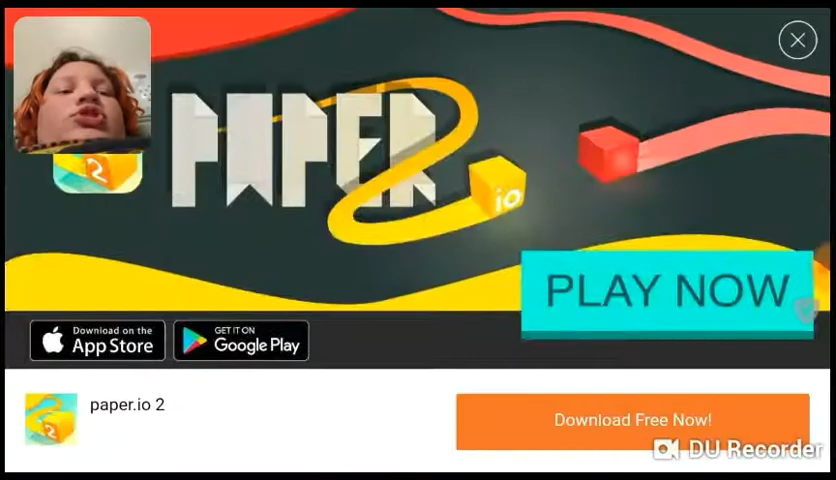 PAPER
2
io
2
PLAY NOW
Download on the
App Store
GET IT ON
Google Play
2
paper.io 2
Download Free Now!
DU Recorder